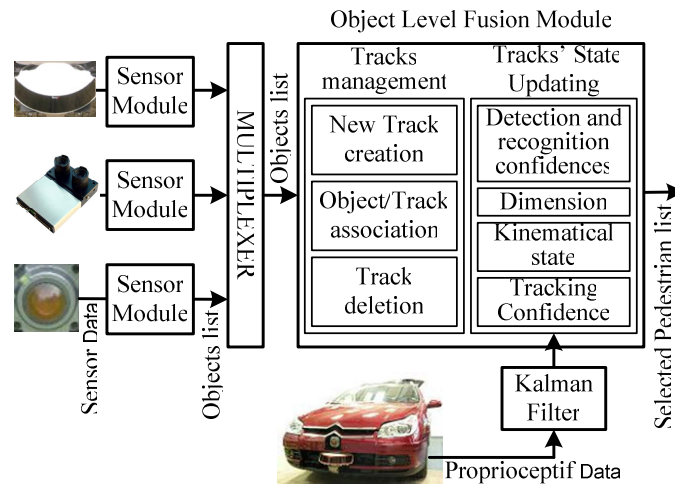 Object Level Fusion Module
Sensor
Module
Sensor
Module
Sensor
Module
Sensor Data
Objects list
MULTIPLEXER
Objects list
Tracks
management
New Track
creation
Object/Track
association
Track
deletion
Tracks' State
Updating
Detection and
recognition
confidences
Dimension
Kinematical
state
Tracking
Confidence
Kalman
Filter
Proprioceptif Data
Selected Pedestrian list